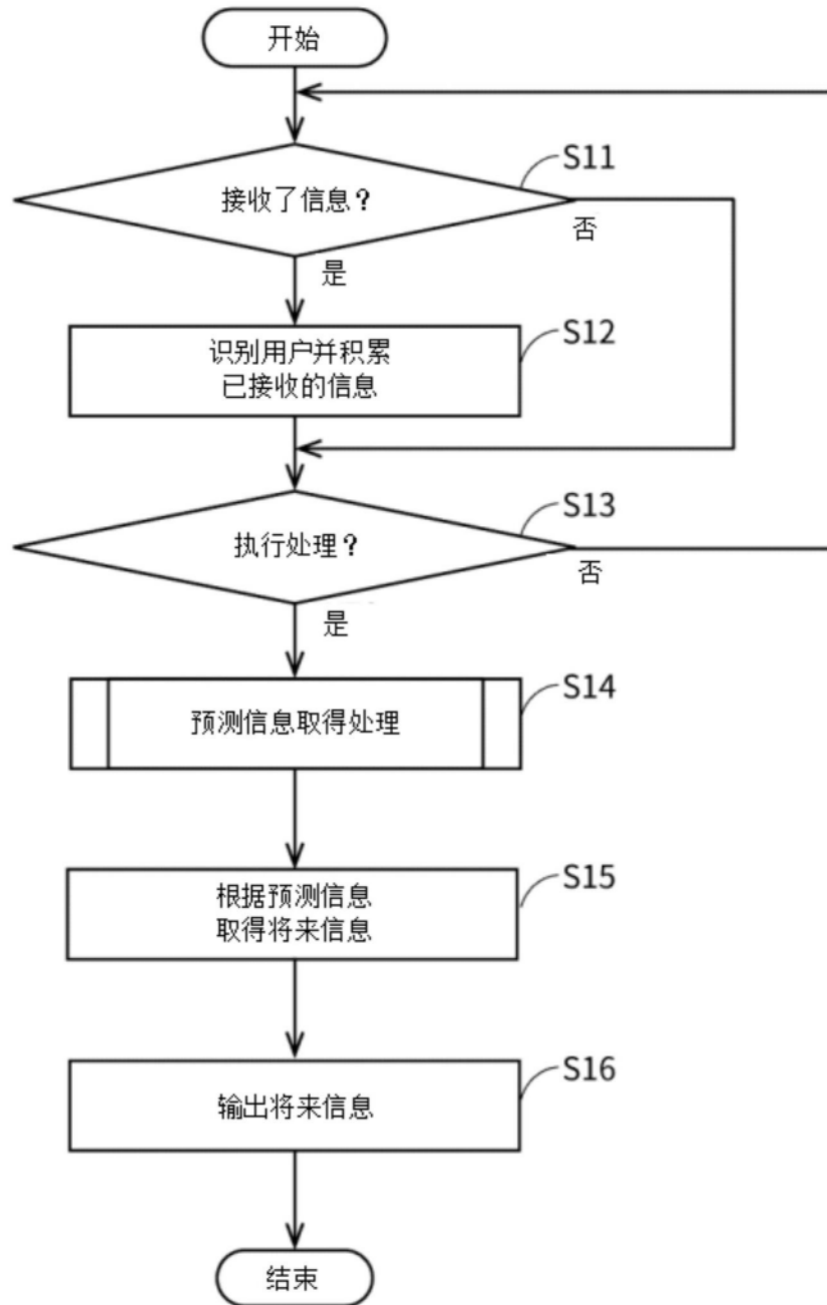 开始
S11
接收了信息？
否
是
S12
识别用户并积累
已接收的信息
S13
执行处理？
否
是
S14
预测信息取得处理
S15
根据预测信息
取得将来信息
S16
输出将来信息
结束